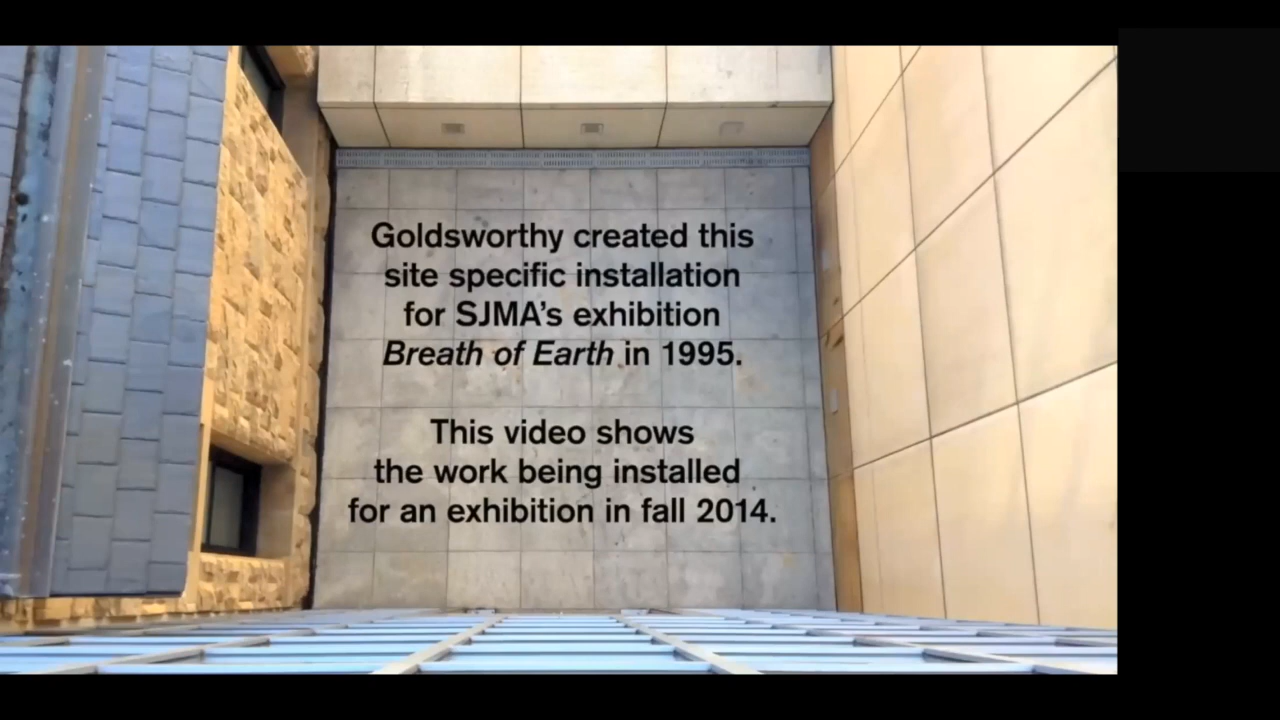 Goldsworthy created this
site specific installation
for SJMA's exhibition
Breath of Earth in 1995.
This video shows
the work being installed
for an exhibition in fall 2014.